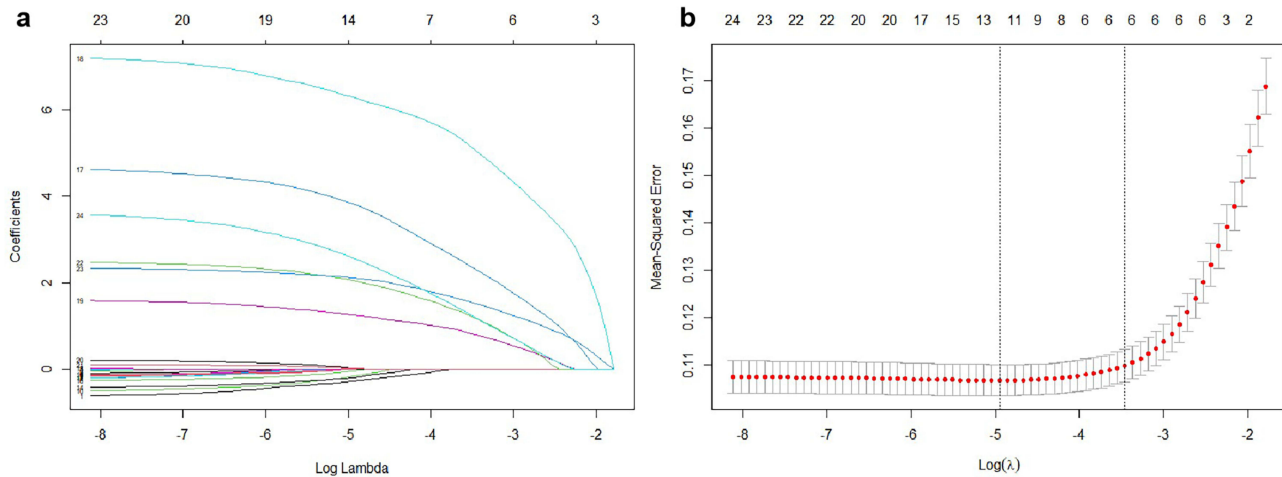 a
23 20 19 14 7 6 3
Coefficients
6
4
2
0
18
17
24
22
23
19
20
-8 -7 -6 -5 -4 -3 -2
Log Lambda
b
24 23 22 22 20 20 17 15 13 11 9 8 6 6 6 6 6 3 2
Mean-Squared Error
0.17
0.16
0.15
0.14
0.13
0.12
0.11
-8 -7 -6 -5 -4 -3 -2
Log(λ)